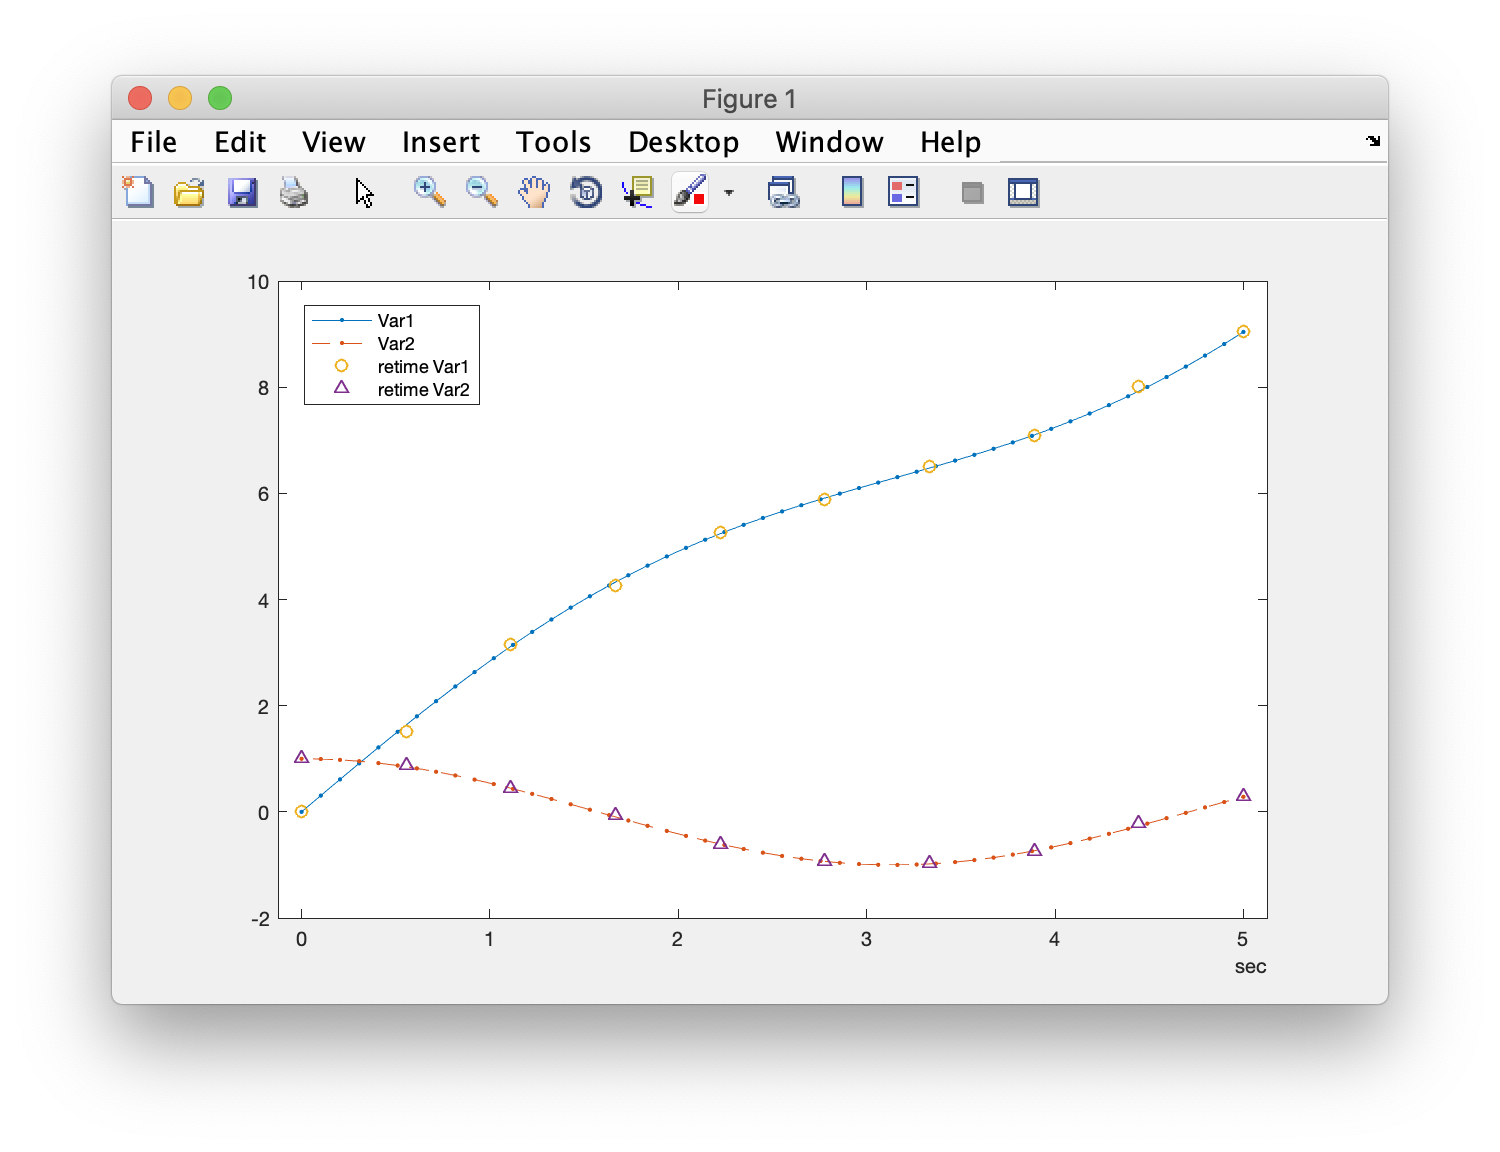 Figure 1
File Edit View Insert Tools Desktop Window Help
10
8
6
4
2
0
-2
Var1
Var2
retime Var1
retime Var2
0 1 2 3 4 5
sec